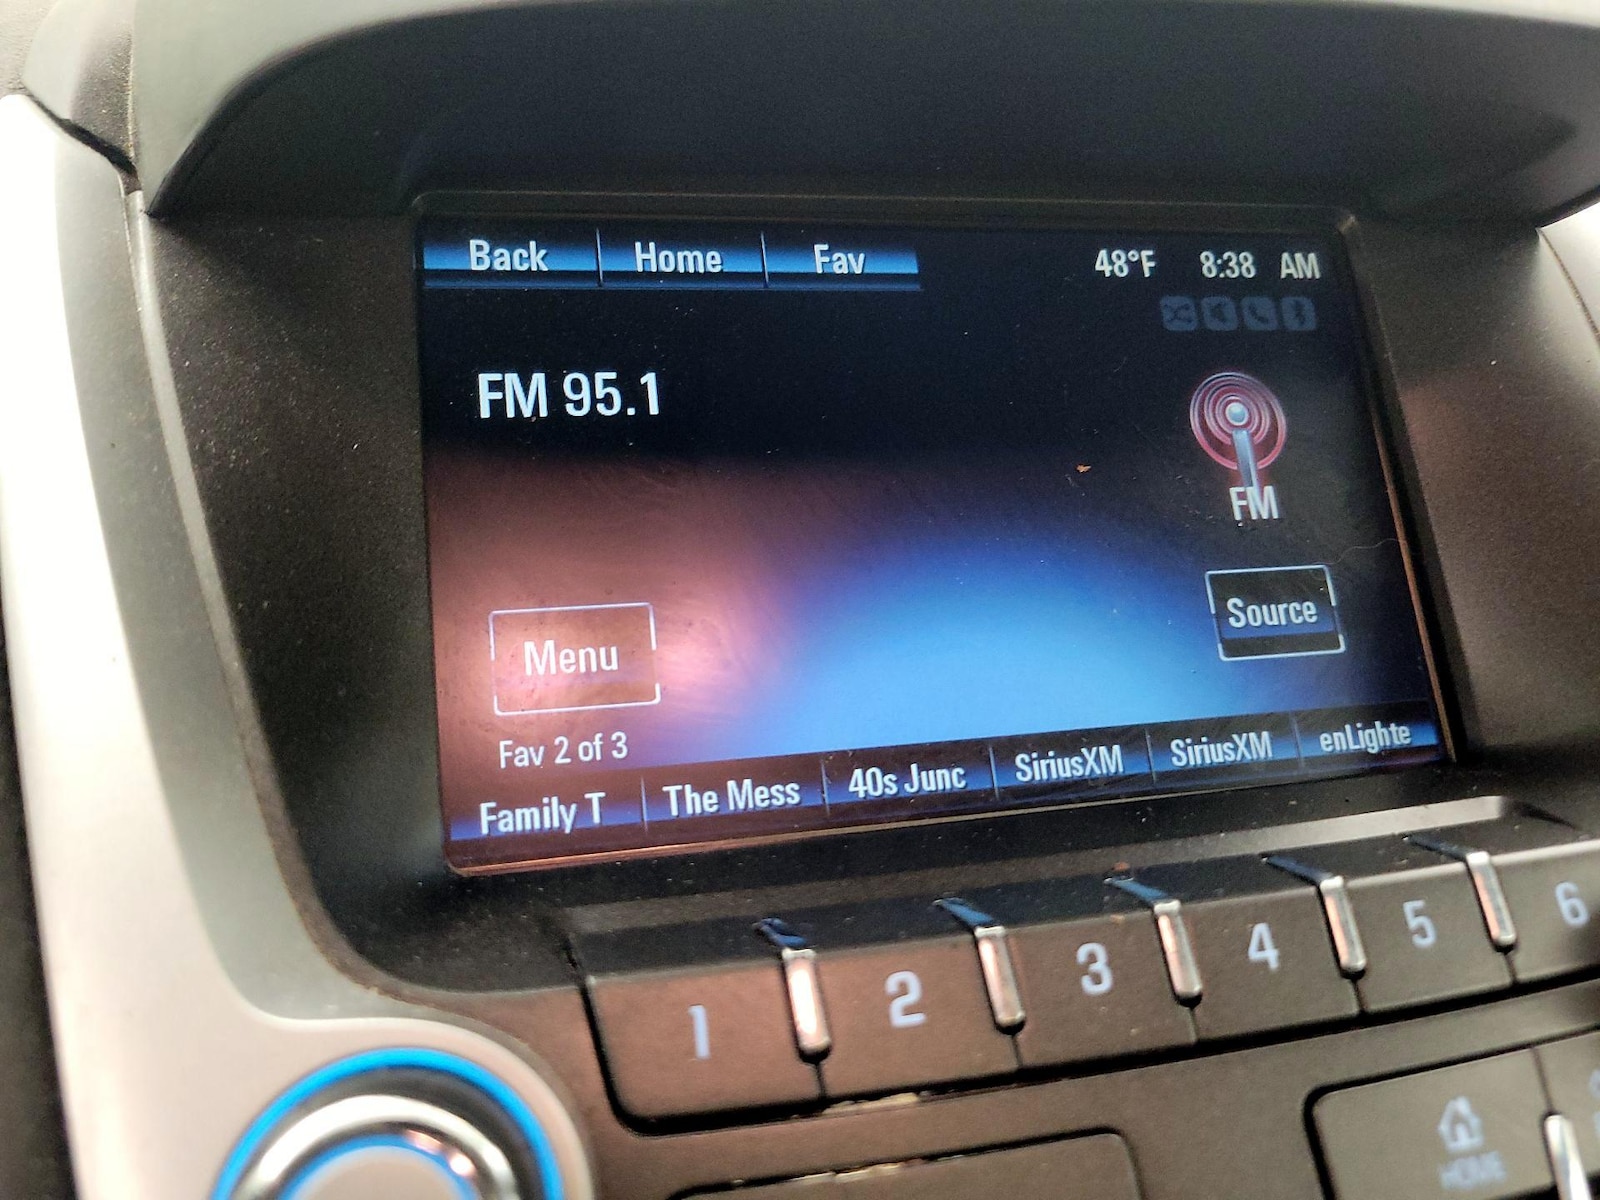 Back Home Fav 48°F 8:38 AM
FM 95.1
FM
Source
Menu
Fav 2 of 3
Family T The Mess 40s Junc SiriusXM SiriusXM enLighte
1 2 3 4 5 6
HOME